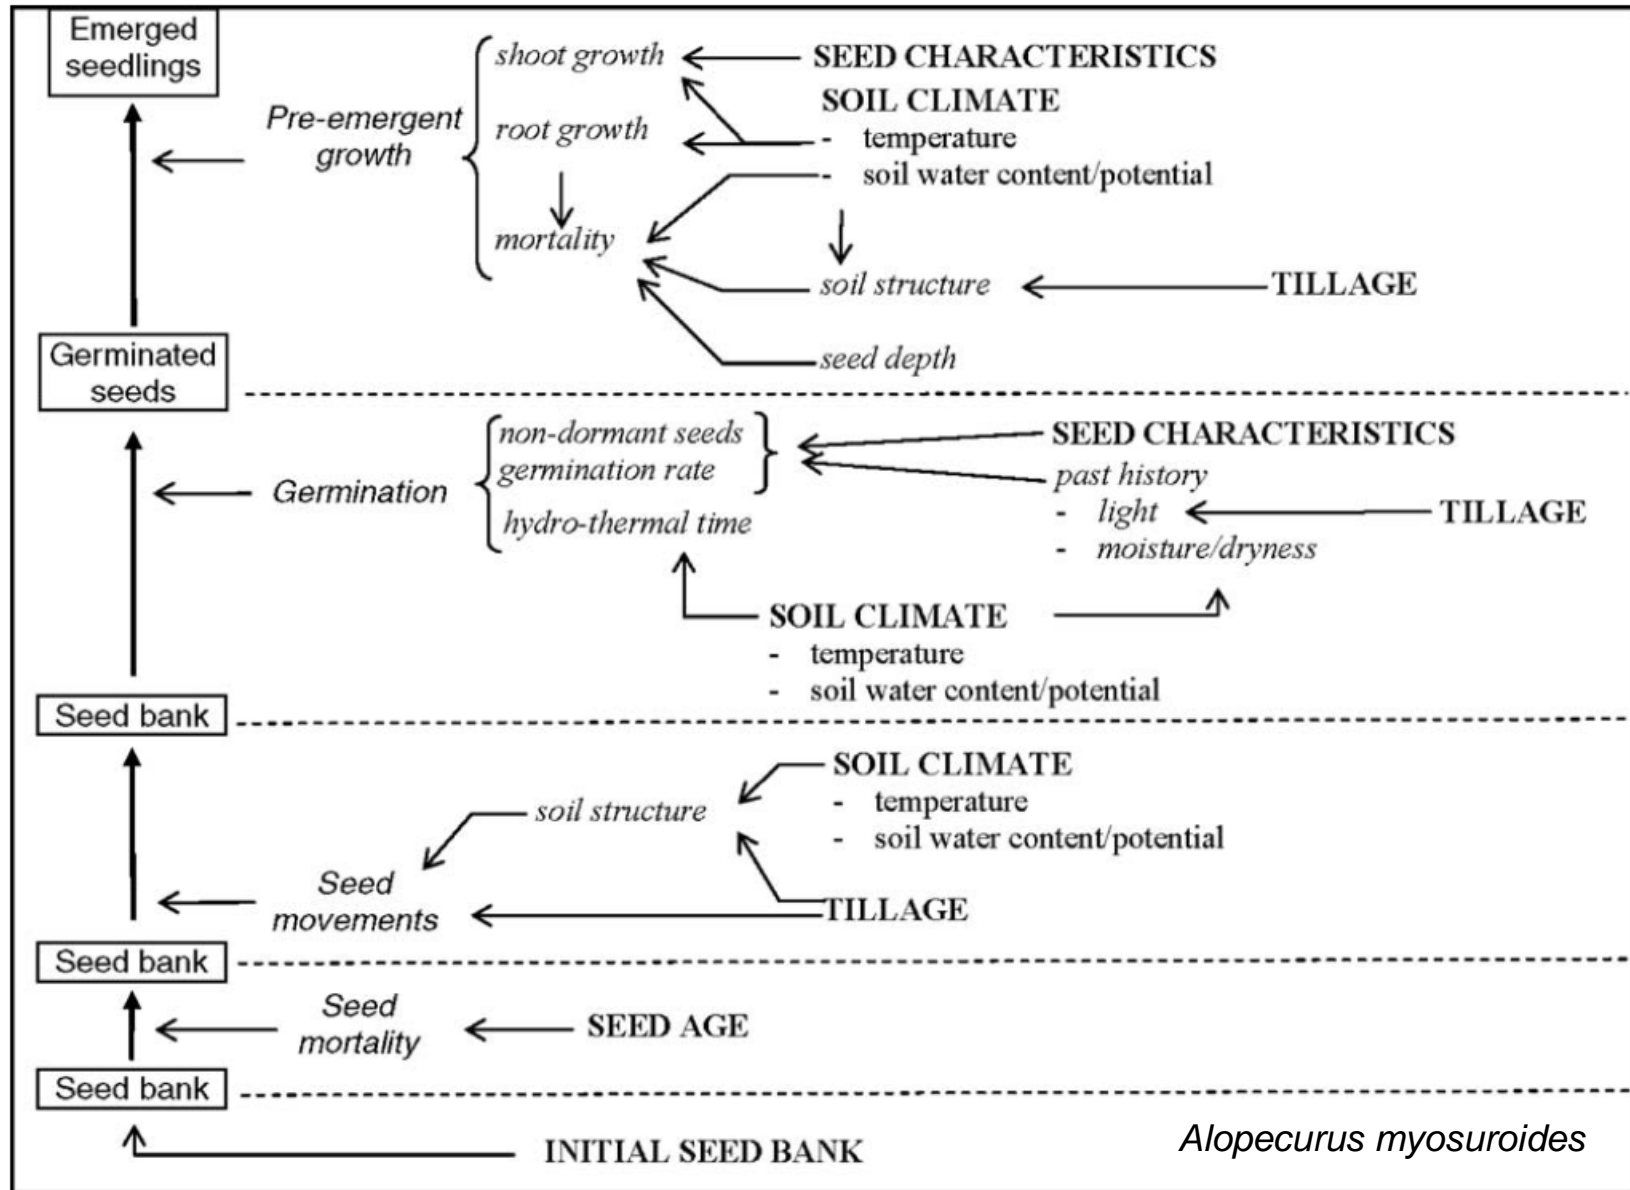 Emerged
seedlings
Pre-emergent
growth
shoot growth
root growth
mortality
SEED CHARACTERISTICS
SOIL CLIMATE
- temperature
- soil water content/potential
soil structure
TILLAGE
seed depth
Germinated
seeds
Germination
non-dormant seeds
germination rate
hydro-thermal time
SEED CHARACTERISTICS
past history
- light
- moisture/dryness
TILLAGE
SOIL CLIMATE
- temperature
- soil water content/potential
Seed bank
SOIL CLIMATE
- temperature
- soil water content/potential
soil structure
Seed
movements
TILLAGE
Seed bank
Seed
mortality
SEED AGE
Seed bank
INITIAL SEED BANK
Alopecurus myosuroides